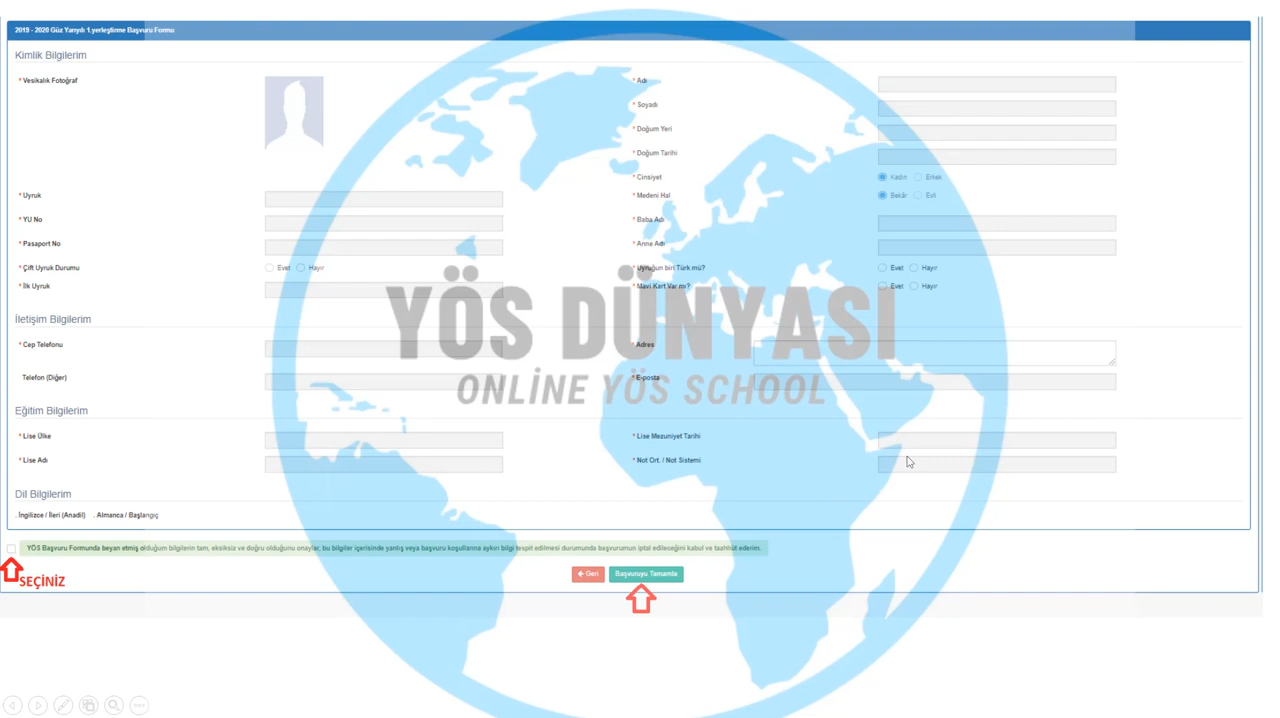 2019 - 2020 Güz Yarıyılı 1.yerleştirme Başvuru Formu
Kimlik Bilgilerim
* Vesikalık Fotoğraf
* Adı
* Soyadı
* Doğum Yeri
* Doğum Tarihi
* Cinsiyet Kadın Erkek
* Uyruk
* Medeni Hal Bekâr Evli
* YU No
* Baba Adı
* Pasaport No
* Anne Adı
* Çift Uyruk Durumu Evet Hayır
* Uyruğun biri Türk mü? Evet Hayır
* İlk Uyruk
* Mavi Kart Var mı? Evet Hayır
YÖS DÜNYASI
ONLİNE YÖS SCHOOL
İletişim Bilgilerim
* Cep Telefonu
* Adres
Telefon (Diğer)
* E-posta
Eğitim Bilgilerim
* Lise Ülke
* Lise Mezuniyet Tarihi
* Lise Adı
* Not Ort. / Not Sistemi
Dil Bilgilerim
. İngilizce / İleri (Anadil) . Almanca / Başlangıç
YÖS Başvuru Formunda beyan etmiş olduğum bilgilerin tam, eksiksiz ve doğru olduğunu onaylar, bu bilgiler içerisinde yanlış veya başvuru koşullarına aykırı bilgi tespit edilmesi durumunda başvurumun iptal edileceğini kabul ve taahhüt ederim.
SEÇİNİZ
Geri
Başvuruyu Tamamla